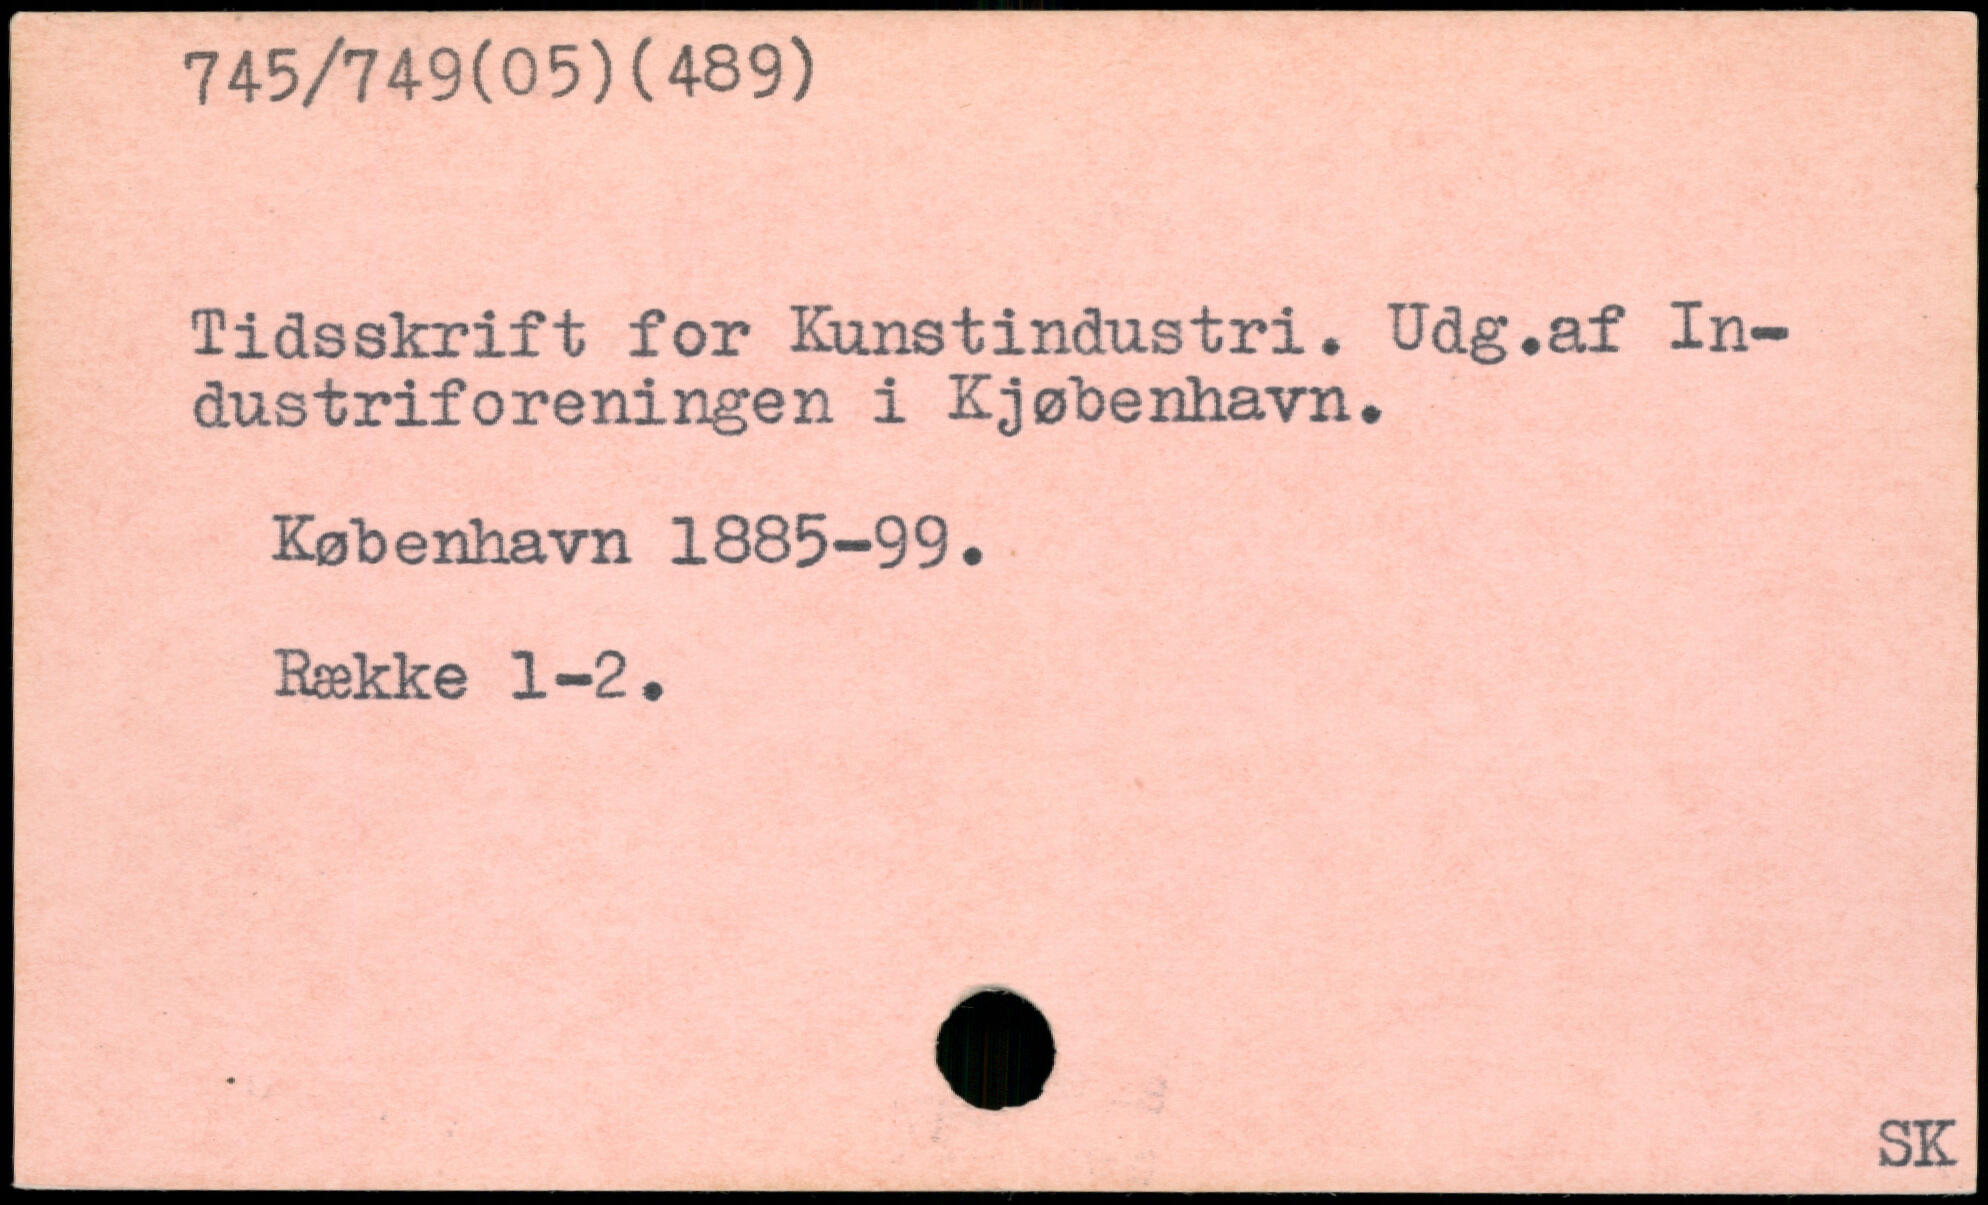 745/749(05)(489)
Tidsskrift for Kunstindustri. Udg.af In-
dustriforeningen i Kjøbenhavn.
København 1885-99.
Række 1-2.
SK